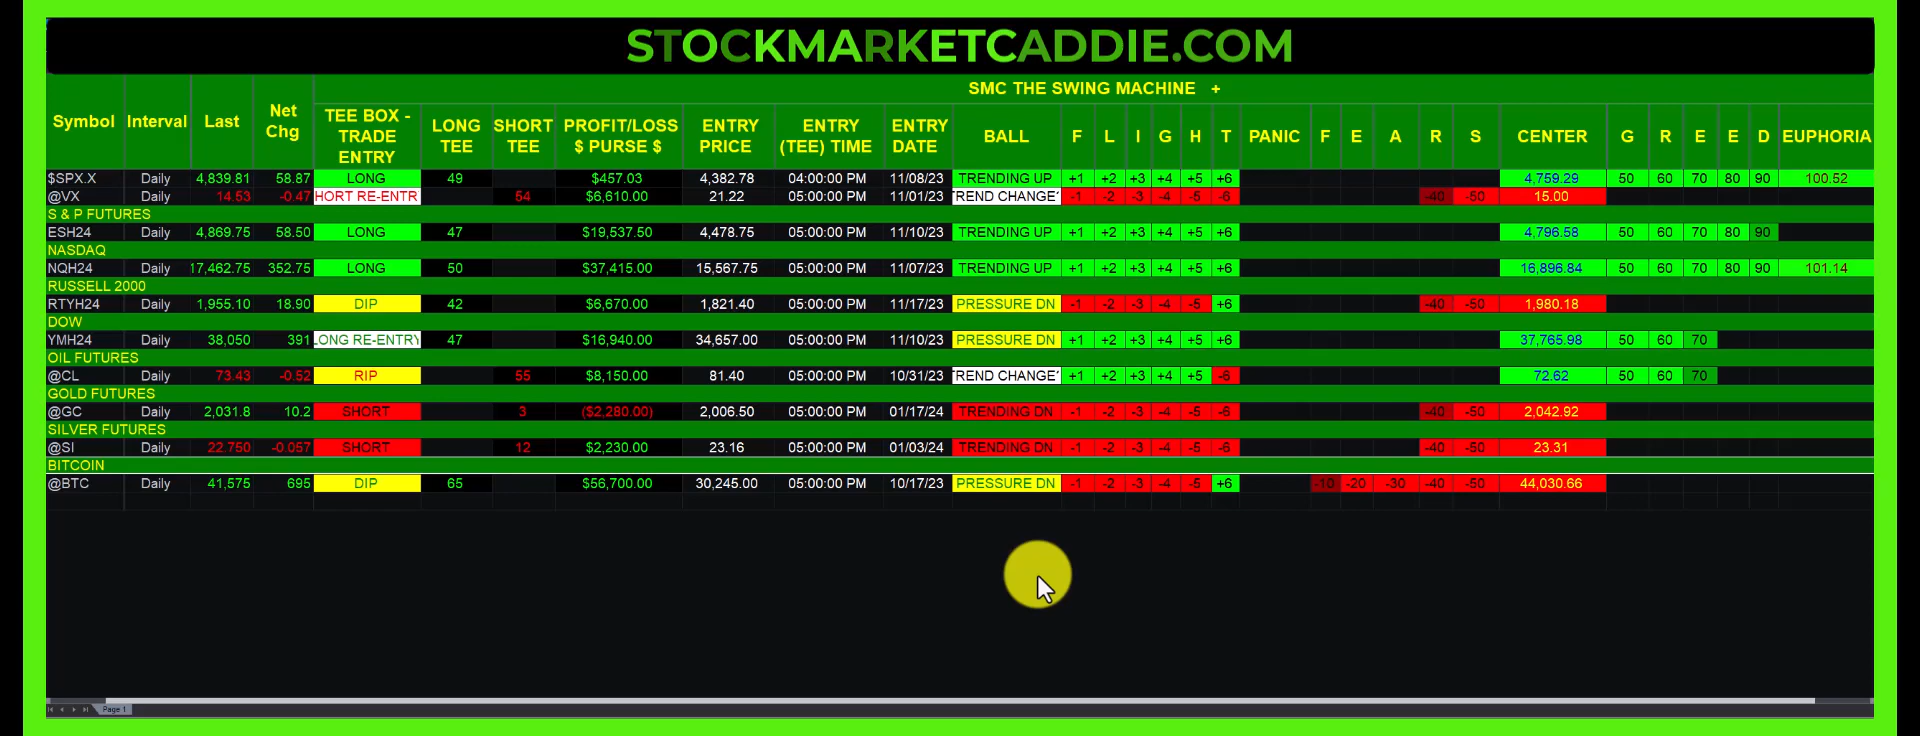 STOCKMARKETCADDIE.COM
SMC THE SWING MACHINE +
Symbol Interval Last Net Chg TEE BOX - TRADE ENTRY LONG TEE SHORT TEE PROFIT/LOSS $ PURSE $ ENTRY PRICE ENTRY (TEE) TIME ENTRY DATE BALL F L I G H T PANIC F E A R S CENTER G R E E D EUPHORIA
$SPX.X Daily 4,839.81 58.87 LONG 49 $457.03 4,382.78 04:00:00 PM 11/08/23 TRENDING UP +1 +2 +3 +4 +5 +6 4,759.29 50 60 70 80 90 100.52
@VX Daily 14.53 -0.47 HORT RE-ENTR 54 $6,610.00 21.22 05:00:00 PM 11/01/23 TREND CHANGE -1 -2 -3 -4 -5 -6 -40 -50 15.00
S & P FUTURES
ESH24 Daily 4,869.75 58.50 LONG 47 $19,537.50 4,478.75 05:00:00 PM 11/10/23 TRENDING UP +1 +2 +3 +4 +5 +6 4,796.58 50 60 70 80 90
NASDAQ
NQH24 Daily 17,462.75 352.75 LONG 50 $37,415.00 15,567.75 05:00:00 PM 11/07/23 TRENDING UP +1 +2 +3 +4 +5 +6 16,896.84 50 60 70 80 90 101.14
RUSSELL 2000
RTYH24 Daily 1,955.10 18.90 DIP 42 $6,670.00 1,821.40 05:00:00 PM 11/17/23 PRESSURE DN -1 -2 -3 -4 -5 +6 -40 -50 1,980.18
DOW
YMH24 Daily 38,050 391 LONG RE-ENTRY 47 $16,940.00 34,657.00 05:00:00 PM 11/10/23 PRESSURE DN +1 +2 +3 +4 +5 +6 37,765.98 50 60 70
OIL FUTURES
@CL Daily 73.43 -0.52 RIP 55 $8,150.00 81.40 05:00:00 PM 10/31/23 TREND CHANGE +1 +2 +3 +4 +5 -6 72.62 50 60 70
GOLD FUTURES
@GC Daily 2,031.8 10.2 SHORT 3 ($2,280.00) 2,006.50 05:00:00 PM 01/17/24 TRENDING DN -1 -2 -3 -4 -5 -6 -40 -50 2,042.92
SILVER FUTURES
@SI Daily 22.750 -0.057 SHORT 12 $2,230.00 23.16 05:00:00 PM 01/03/24 TRENDING DN -1 -2 -3 -4 -5 -6 -40 -50 23.31
BITCOIN
@BTC Daily 41,575 695 DIP 65 $56,700.00 30,245.00 05:00:00 PM 10/17/23 PRESSURE DN -1 -2 -3 -4 -5 +6 -10 -20 -30 -40 -50 44,030.66
Page 1